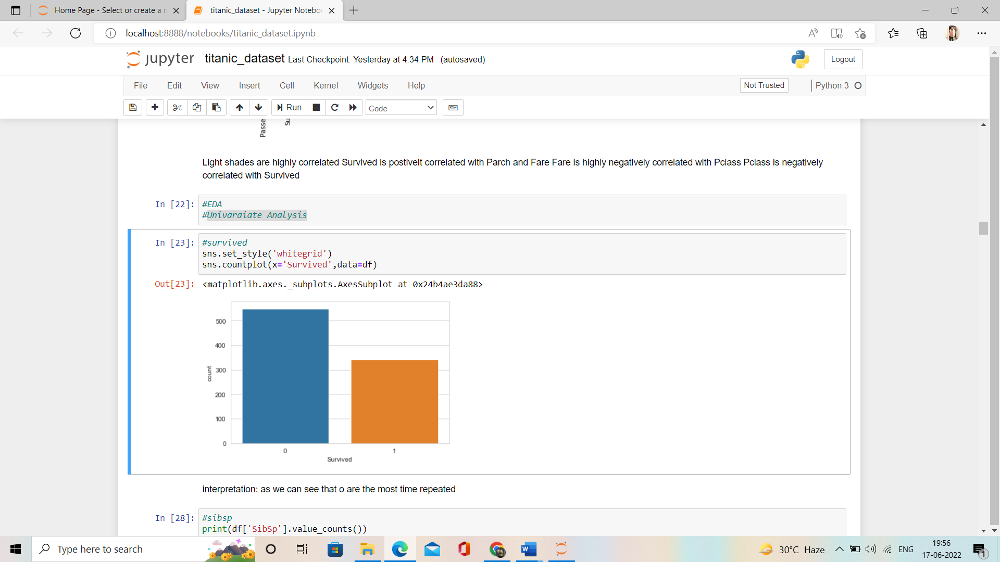 Home Page - Select or create a n
titanic_dataset - Jupyter Notebo
localhost:8888/notebooks/titanic_dataset.ipynb
jupyter titanic_dataset Last Checkpoint: Yesterday at 4:34 PM (autosaved)
Logout
File Edit View Insert Cell Kernel Widgets Help
Not Trusted
Python 3
Run
Code
Passe
Su
Light shades are highly correlated Survived is postivelt correlated with Parch and Fare Fare is highly negatively correlated with Pclass Pclass is negatively
correlated with Survived
In [22]: #EDA
#Univaraiate Analysis
In [23]: #survived
sns.set_style('whitegrid')
sns.countplot(x='Survived',data=df)
Out[23]: <matplotlib.axes._subplots.AxesSubplot at 0x24b4ae3da88>
500
400
300
200
100
0
count
0 1
Survived
interpretation: as we can see that o are the most time repeated
In [28]: #sibsp
print(df['SibSp'].value_counts())
Type here to search
30°C Haze
ENG
19:56
17-06-2022
1